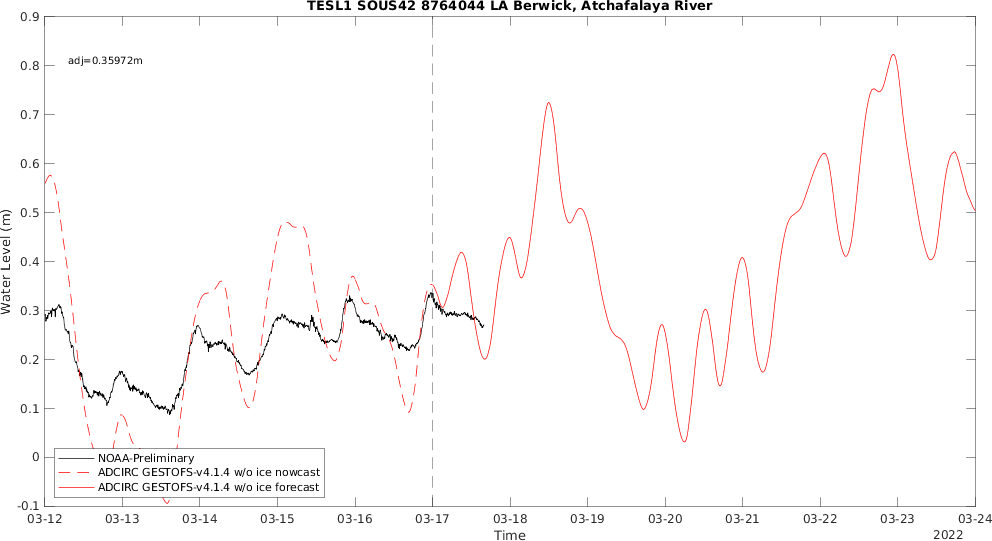 TESL1 SOUS42 8764044 LA Berwick, Atchafalaya River
0.9
0.8
0.7
0.6
0.5
0.4
0.3
0.2
0.1
0
-0.1
Water Level (m)
adj=0.35972m
NOAA-Preliminary
ADCIRC GESTOFS-v4.1.4 w/o ice nowcast
ADCIRC GESTOFS-v4.1.4 w/o ice forecast
03-12 03-13 03-14 03-15 03-16 03-17 03-18 03-19 03-20 03-21 03-22 03-23 03-24
Time
2022